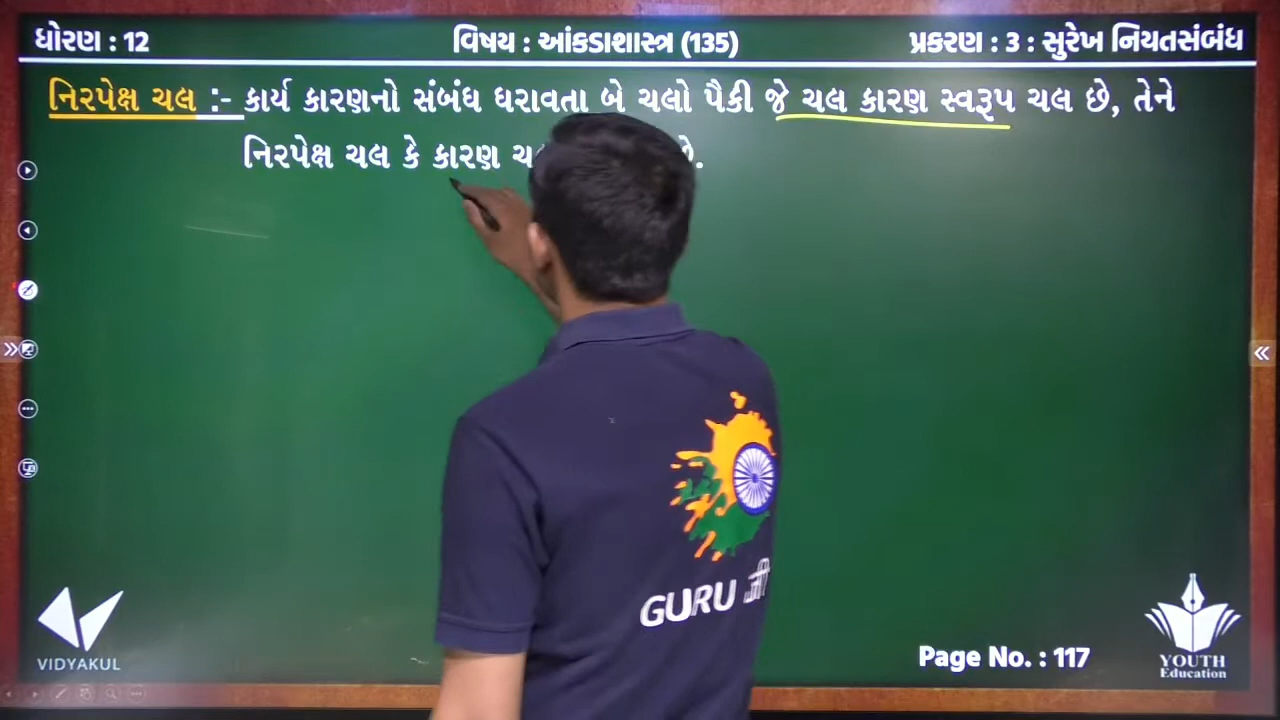 ધોરણ : 12
વિષય : આંકડાશાસ્ત્ર (135)
પ્રકરણ : 3 : સુરેખ નિયતસંબંધ
નિરપેક્ષ ચલ :- કાર્ય કારણનો સંબંધ ધરાવતા બે ચલો પૈકી જે ચલ કારણ સ્વરૂપ ચલ છે, તેને
નિરપેક્ષ ચલ કે કારણ છે.
GURU जी
VIDYAKUL
Page No. : 117
YOUTH
Education